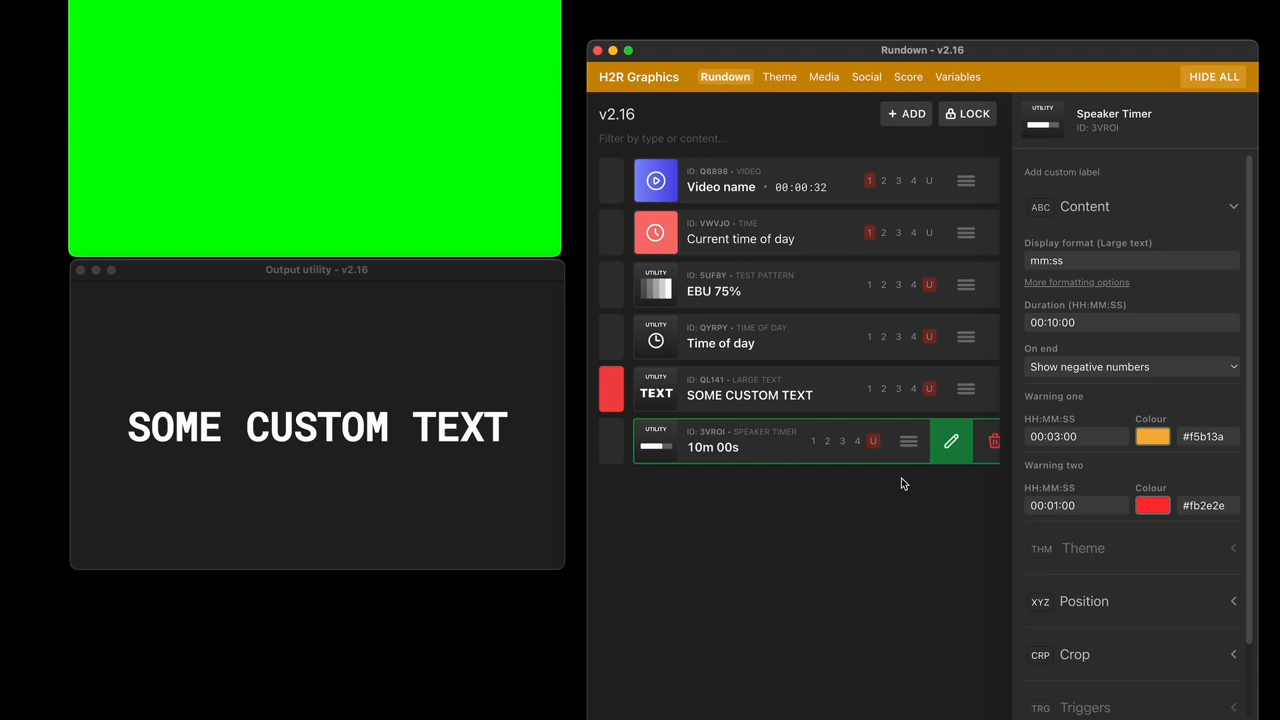 Output utility - v2.16
SOME CUSTOM TEXT
Rundown - v2.16
H2R Graphics Rundown Theme Media Social Score Variables HIDE ALL
v2.16 + ADD LOCK
Filter by type or content...
ID: Q8898 • VIDEO
Video name • 00:00:32 1 2 3 4 U
ID: VWVJO • TIME
Current time of day 1 2 3 4 U
UTILITY ID: 5UF8Y • TEST PATTERN
EBU 75% 1 2 3 4 U
UTILITY ID: QYRPY • TIME OF DAY
Time of day 1 2 3 4 U
UTILITY ID: QL141 • LARGE TEXT
TEXT SOME CUSTOM TEXT 1 2 3 4 U
UTILITY ID: 3VROI • SPEAKER TIMER
10m 00s 1 2 3 4 U
UTILITY Speaker Timer
ID: 3VROI
Add custom label
ABC Content
Display format (Large text)
mm:ss
More formatting options
Duration (HH:MM:SS)
00:10:00
On end
Show negative numbers
Warning one
HH:MM:SS Colour
00:03:00 #f5b13a
Warning two
HH:MM:SS Colour
00:01:00 #fb2e2e
THM Theme
XYZ Position
CRP Crop
TRG Triggers